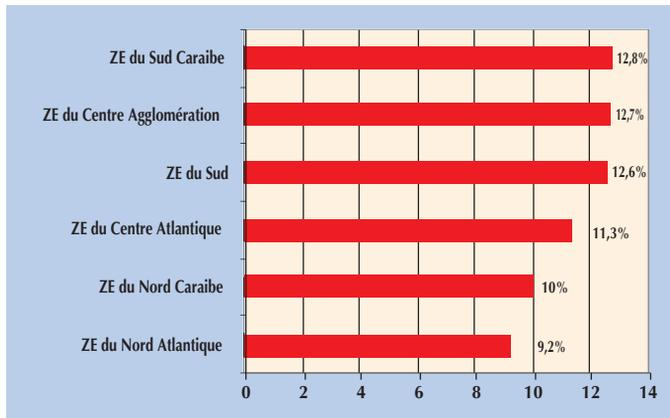 ZE du Sud Caraibe 12,8%
ZE du Centre Agglomération 12,7%
ZE du Sud 12,6%
ZE du Centre Atlantique 11,3%
ZE du Nord Caraibe 10%
ZE du Nord Atlantique 9,2%
0 2 4 6 8 10 12 14